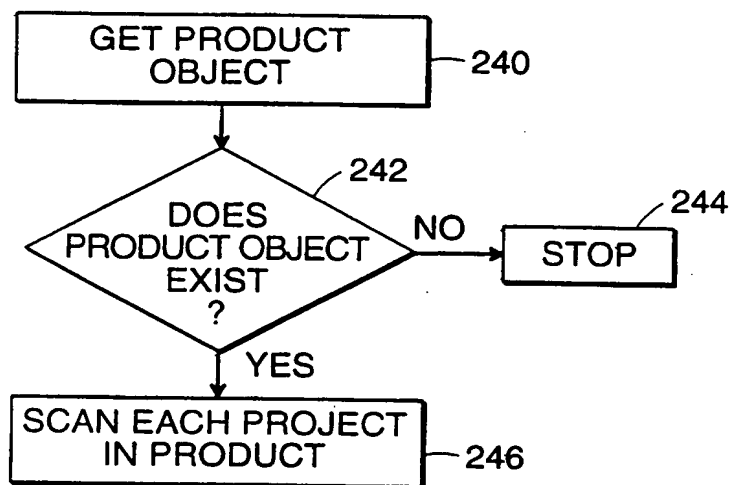 GET PRODUCT
OBJECT
240
242
DOES
PRODUCT OBJECT
EXIST
?
NO
244
STOP
YES
SCAN EACH PROJECT
IN PRODUCT
246